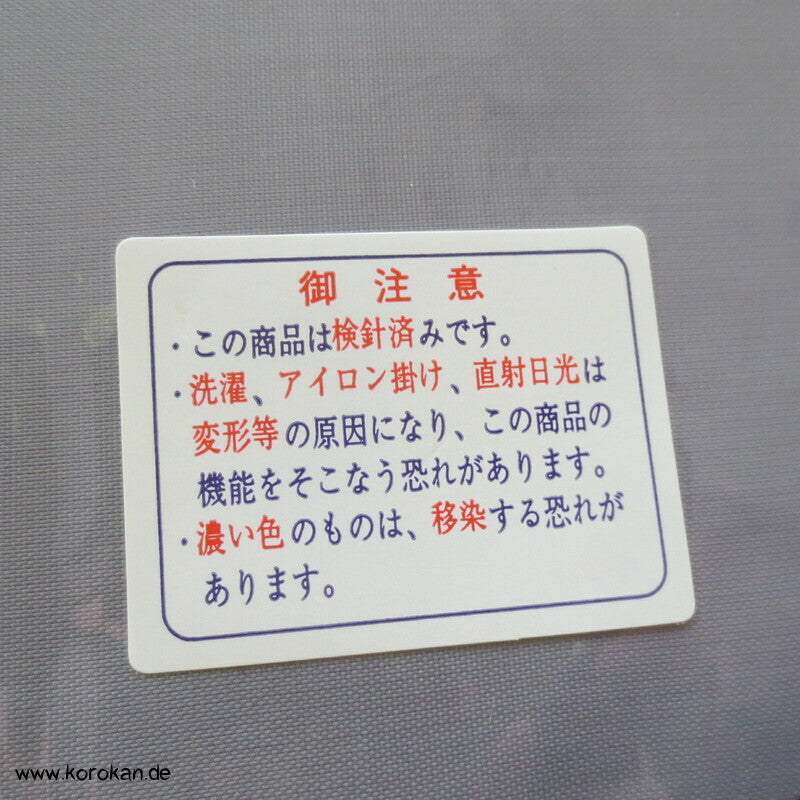 御注意
・この商品は検針済みです。
・洗濯、アイロン掛け、直射日光は
変形等の原因になり、この商品の
機能をそこなう恐れがあります。
・濃い色のものは、移染する恐れが
あります。
www.korokan.de